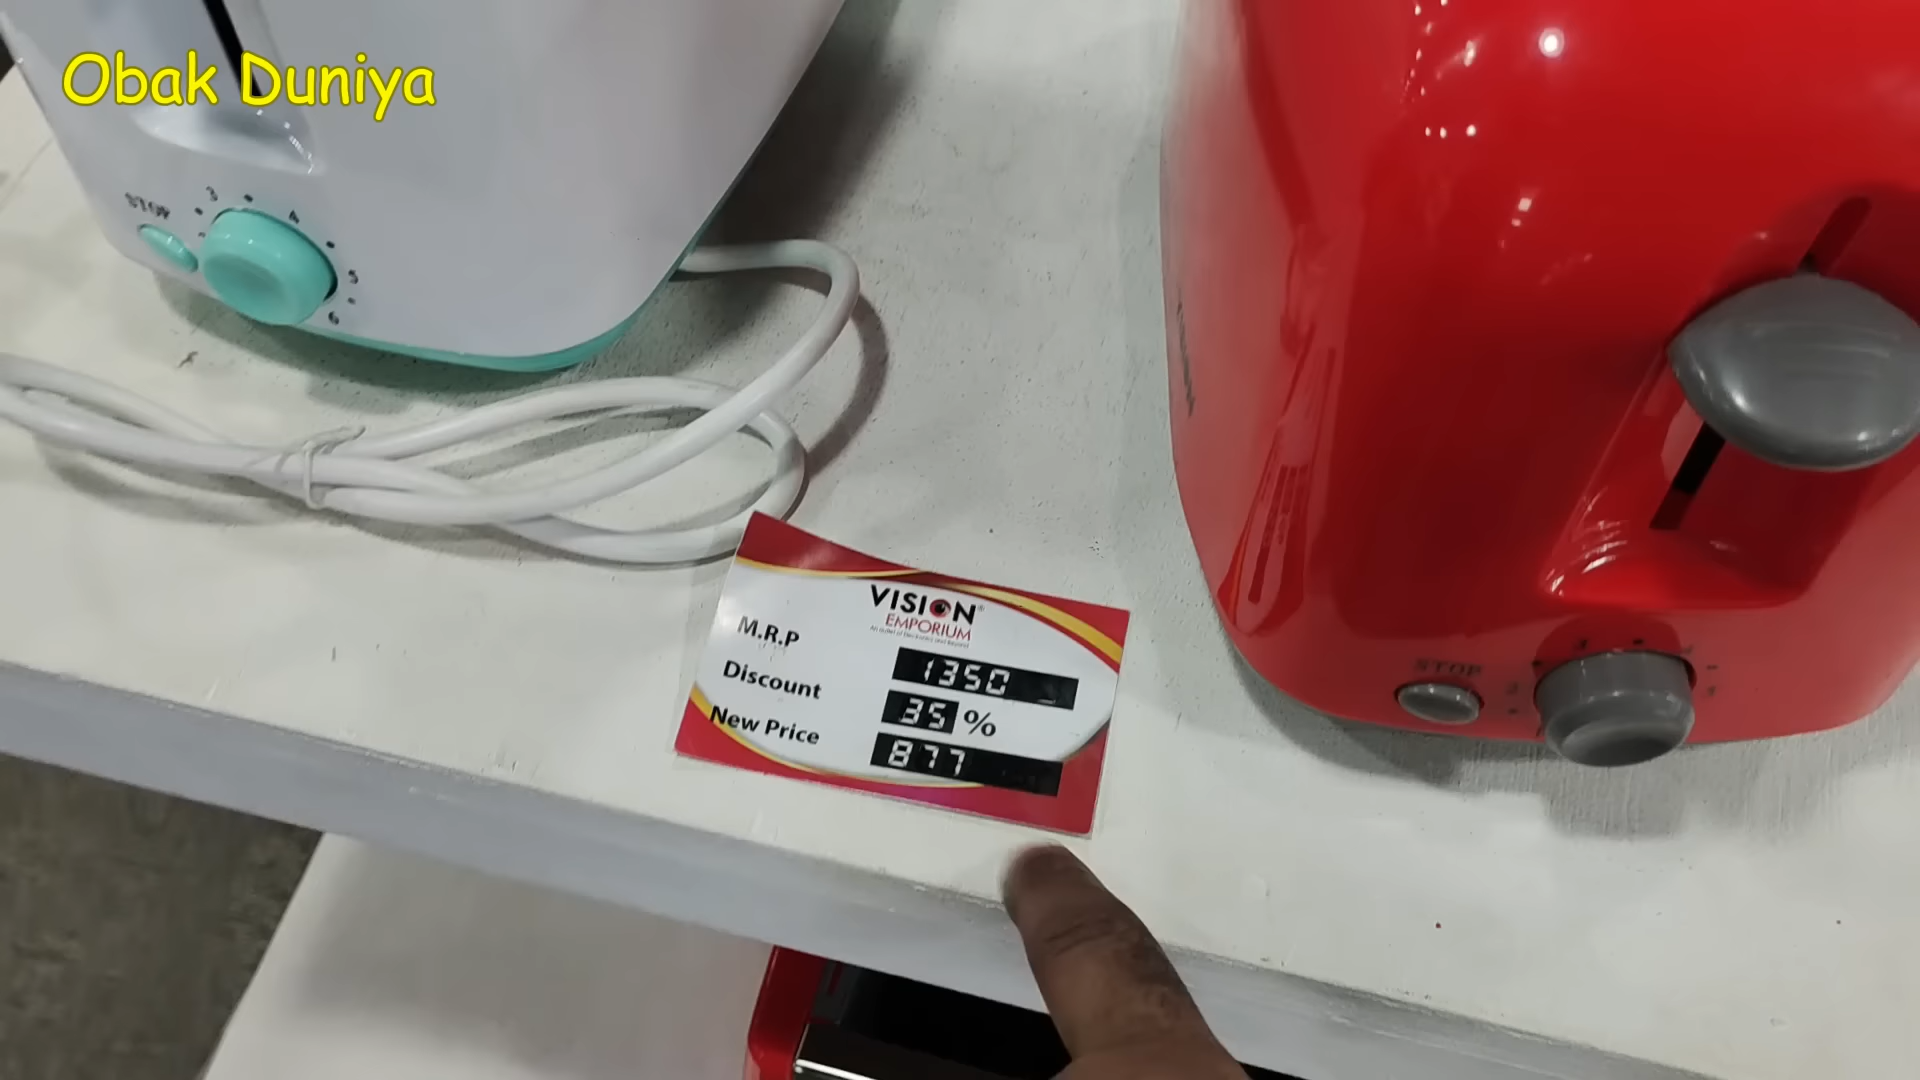 Obak Duniya
STOP
3
4
5
6
VISION®
EMPORIUM
M.R.P
1350
Discount
35 %
New Price
877
STOP